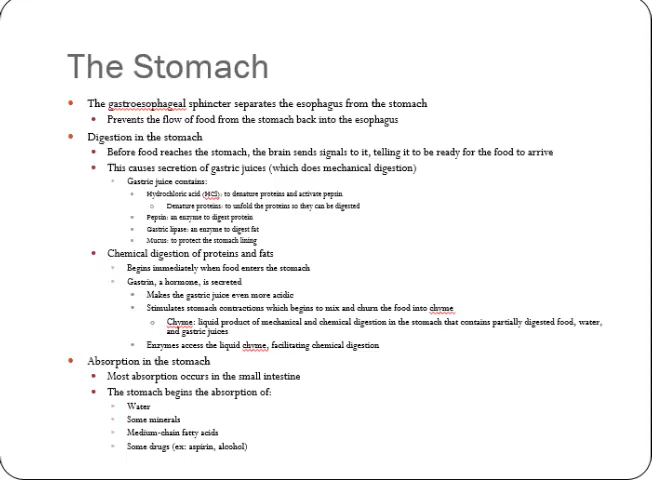 The Stomach
The gastroesophageal sphincter separates the esophagus from the stomach
Prevents the flow of food from the stomach back into the esophagus
Digestion in the stomach
Before food reaches the stomach, the brain sends signals to it, telling it to be ready for the food to arrive
This causes secretion of gastric juices (which does mechanical digestion)
Gastric juice contains:
Hydrochloric acid (HCl): to denature proteins and activate pepsin
Denature proteins: to unfold the proteins so they can be digested
Pepsin: an enzyme to digest protein
Gastric lipase: an enzyme to digest fat
Mucus: to protect the stomach lining
Chemical digestion of proteins and fats
Begins immediately when food enters the stomach
Gastrin, a hormone, is secreted
Makes the gastric juice even more acidic
Stimulates stomach contractions which begins to mix and churn the food into chyme
Chyme: liquid product of mechanical and chemical digestion in the stomach that contains partially digested food, water,
and gastric juices
Enzymes access the liquid chyme, facilitating chemical digestion
Absorption in the stomach
Most absorption occurs in the small intestine
The stomach begins the absorption of:
Water
Some minerals
Medium-chain fatty acids
Some drugs (ex: aspirin, alcohol)